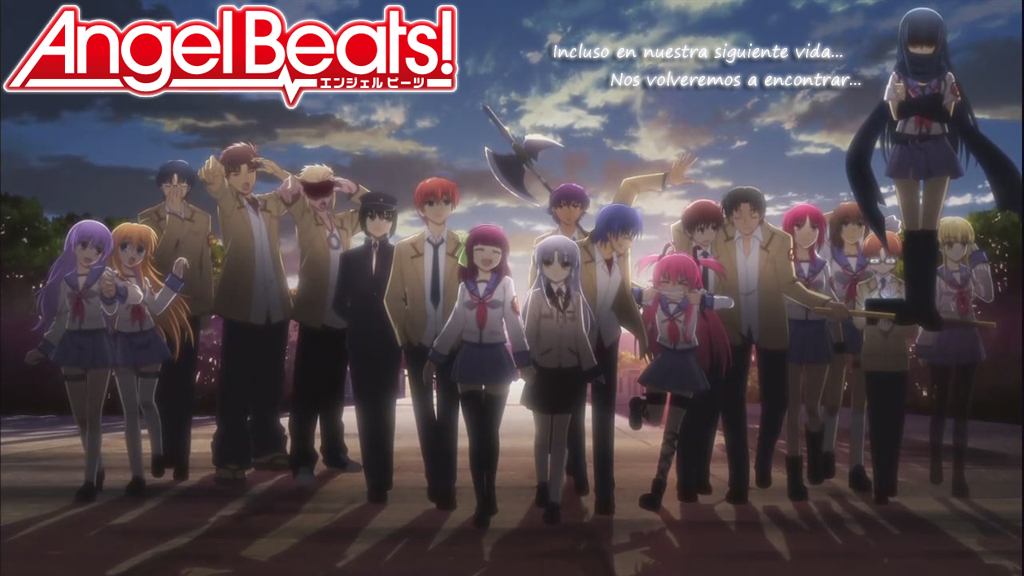 Angel Beats!
エンジェル ビーツ
Incluso en nuestra siguiente vida...
Nos volveremos a encontrar...